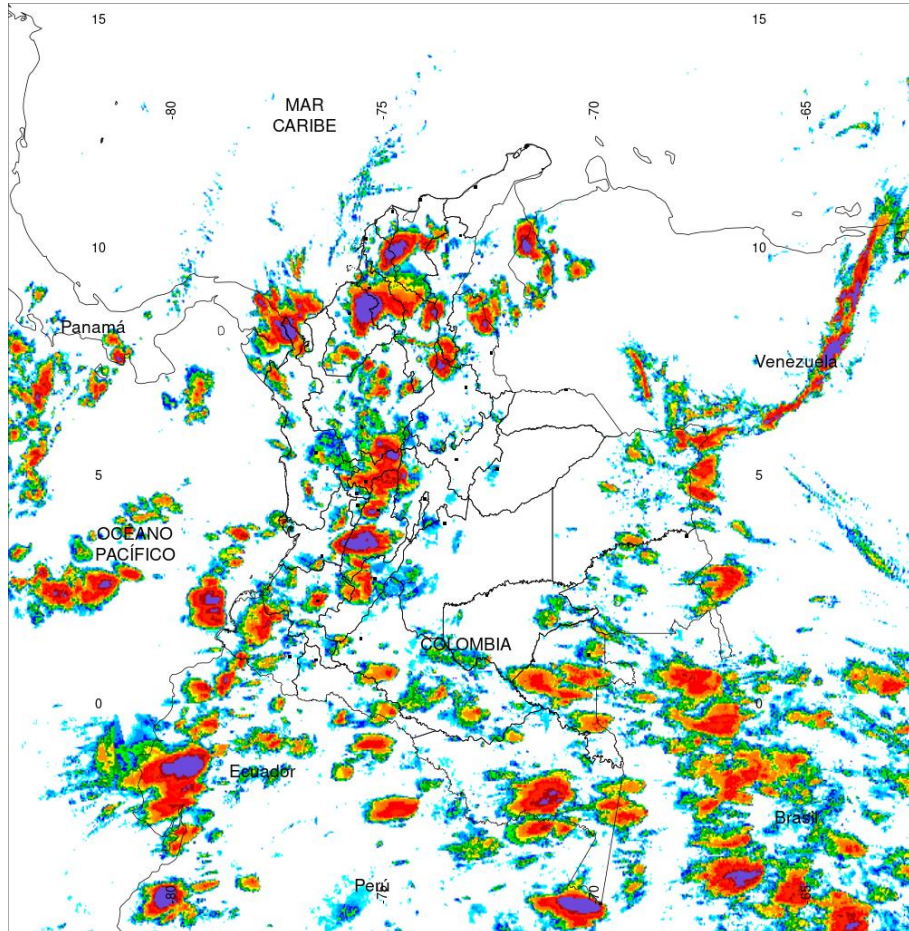 15
15
-80
-75
-70
-65
MAR
CARIBE
10
10
Panamá
Venezuela
5
5
OCÉANO
PACÍFICO
COLOMBIA
0
0
Ecuador
Brasil
Perú
-80
-75
-70
-65